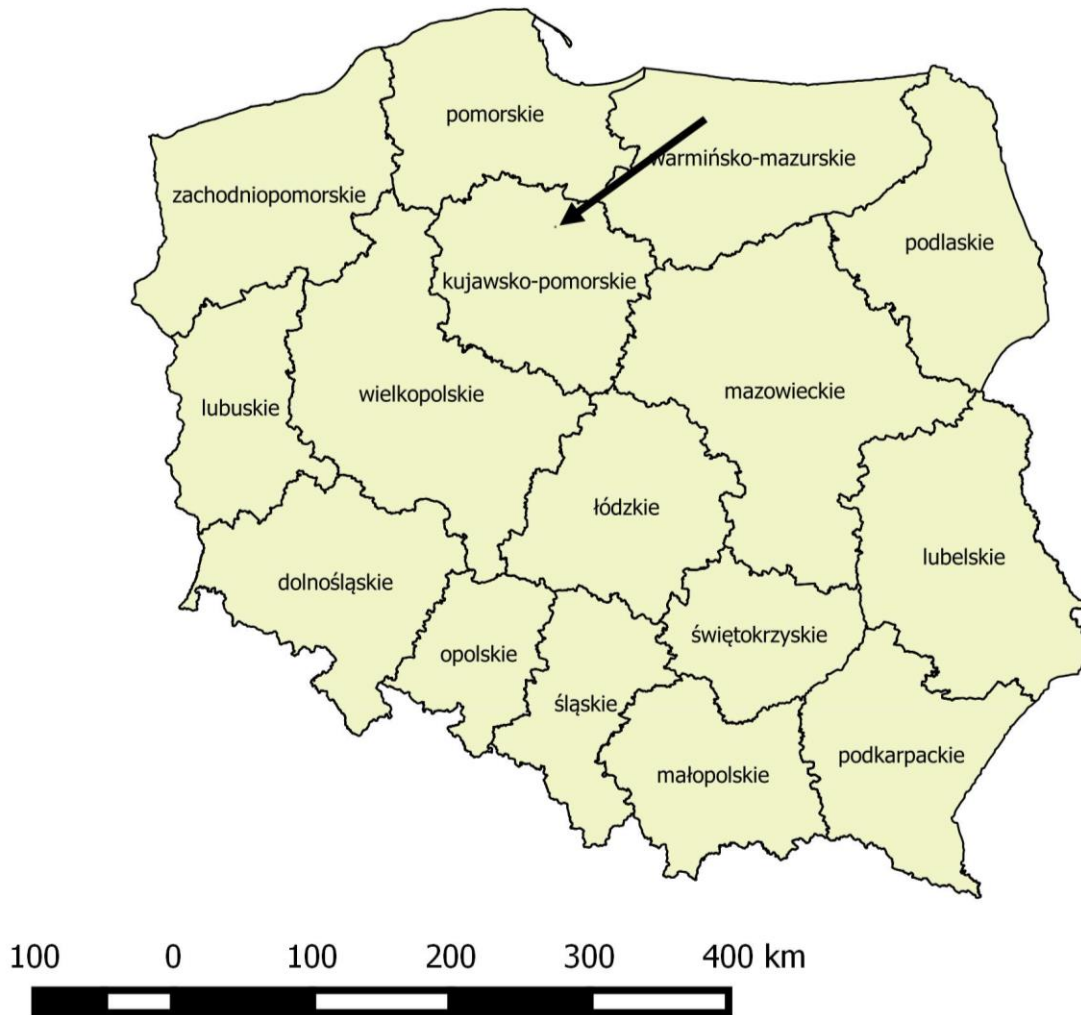 pomorskie
warmińsko-mazurskie
zachodniopomorskie
podlaskie
kujawsko-pomorskie
wielkopolskie
mazowieckie
lubuskie
łódzkie
lubelskie
dolnośląskie
świętokrzyskie
opolskie
śląskie
podkarpackie
małopolskie
100 0 100 200 300 400 km